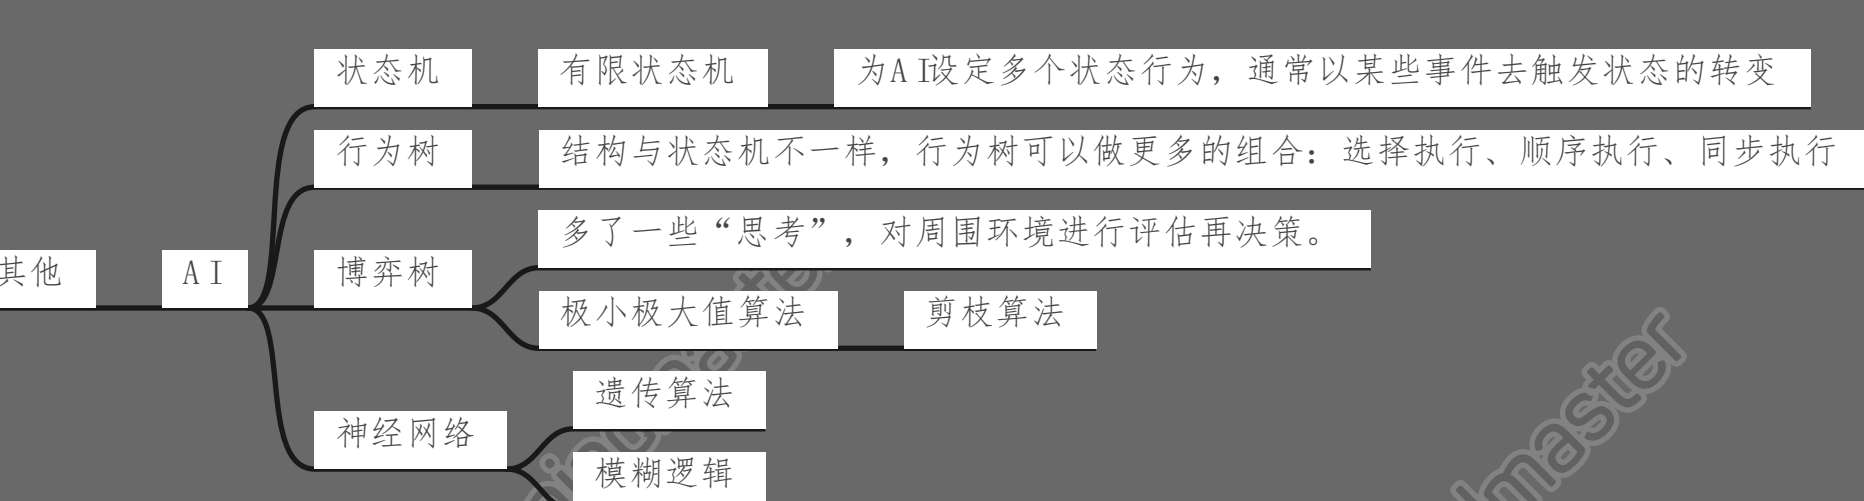 状态机
有限状态机
为AI设定多个状态行为，通常以某些事件去触发状态的转变
行为树
结构与状态机不一样，行为树可以做更多的组合：选择执行、顺序执行、同步执行
多了一些“思考”，对周围环境进行评估再决策。
其他
AI
博弈树
极小极大值算法
剪枝算法
遗传算法
神经网络
模糊逻辑